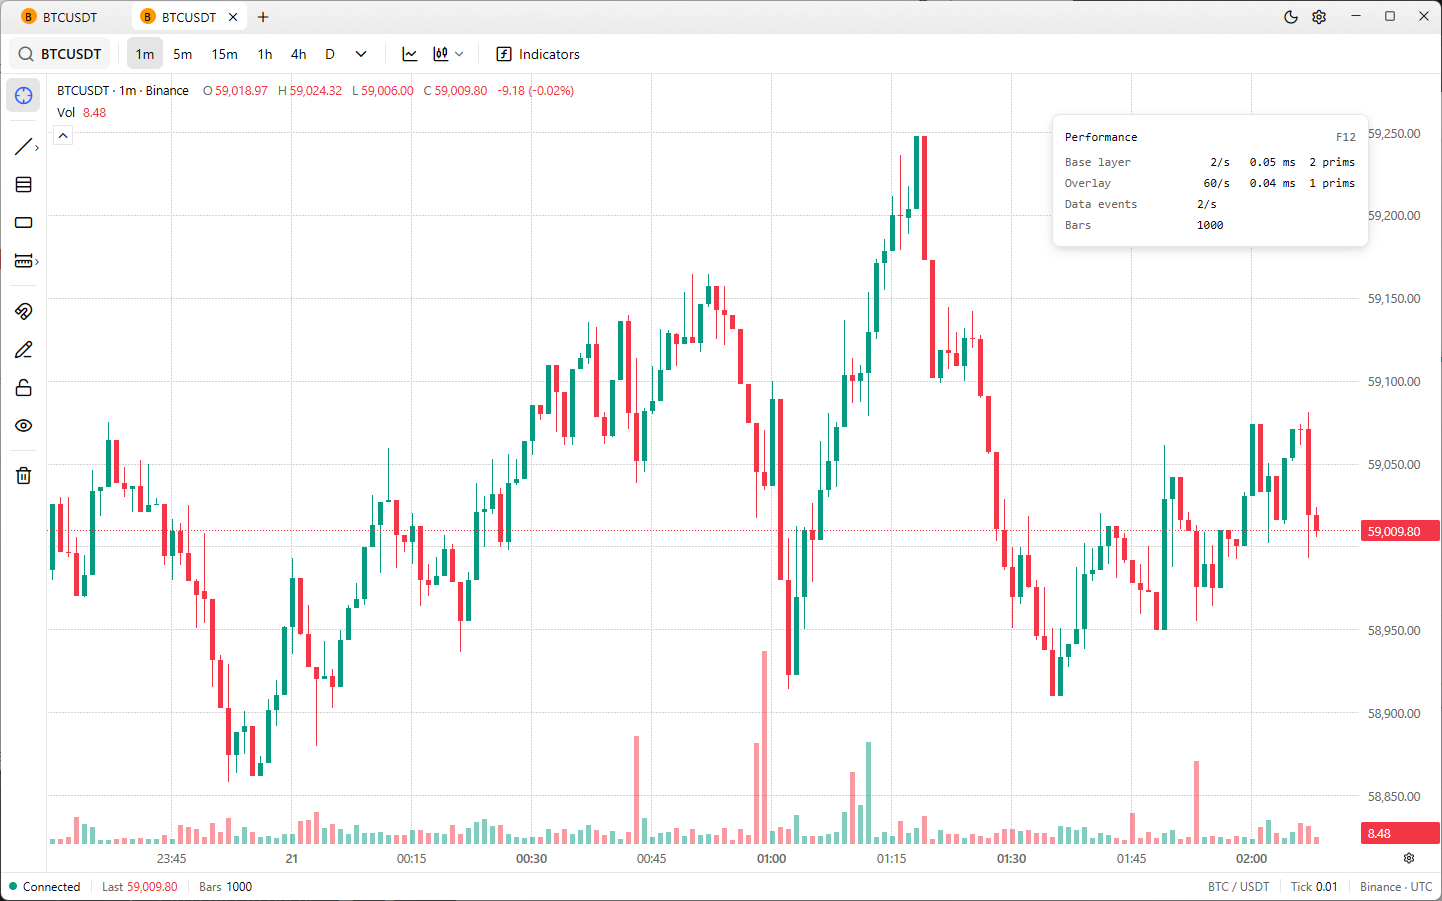 BTCUSDT
BTCUSDT
BTCUSDT 1m 5m 15m 1h 4h D Indicators
BTCUSDT · 1m · Binance O 59,018.97 H 59,024.32 L 59,006.00 C 59,009.80 -9.18 (-0.02%)
Vol 8.48
Performance F12
Base layer 2/s 0.05 ms 2 prims
Overlay 60/s 0.04 ms 1 prims
Data events 2/s
Bars 1000
59,250.00
59,200.00
59,150.00
59,100.00
59,050.00
59,009.80
58,950.00
58,900.00
58,850.00
8.48
23:45 21 00:15 00:30 00:45 01:00 01:15 01:30 01:45 02:00
Connected Last 59,009.80 Bars 1000 BTC / USDT Tick 0.01 Binance · UTC